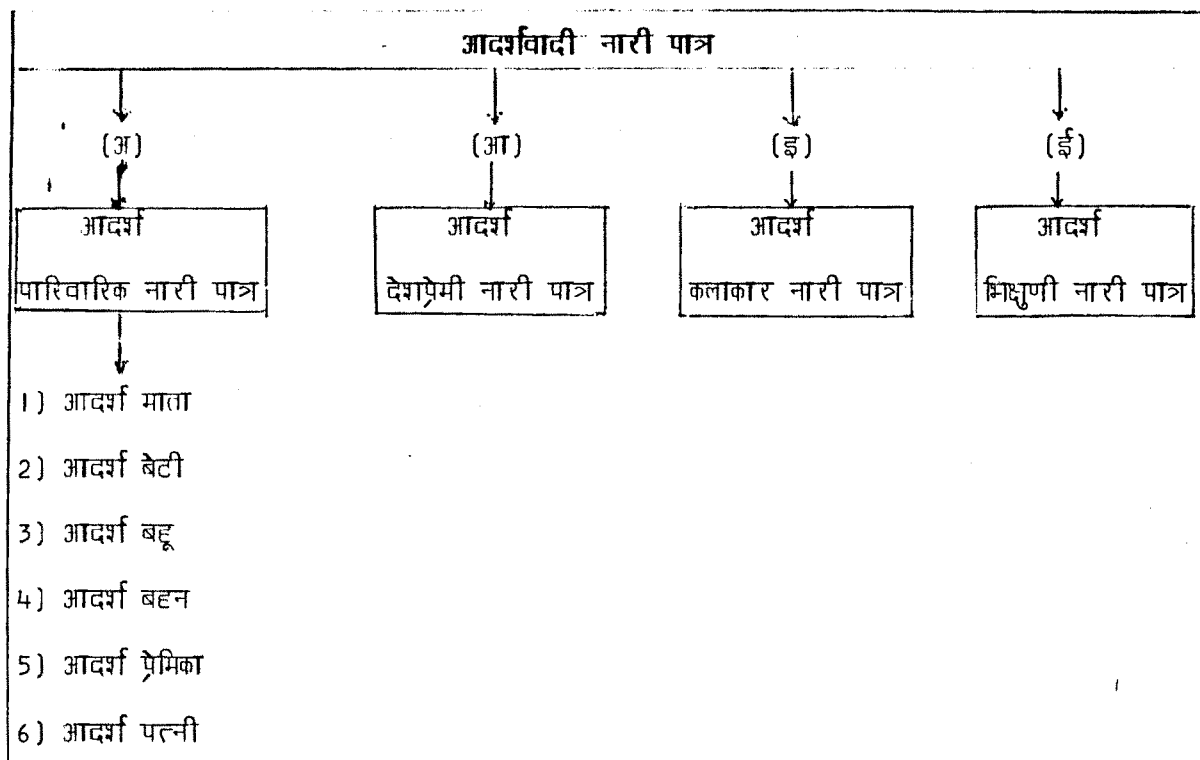 आदर्शवादी नारी पात्र
(अ) (आ) (इ) (ई)
आदर्श आदर्श आदर्श आदर्श
पारिवारिक नारी पात्र देशप्रेमी नारी पात्र कलाकार नारी पात्र भिक्षुणी नारी पात्र
1) आदर्श माता
2) आदर्श बेटी
3) आदर्श बहू
4) आदर्श बहन
5) आदर्श प्रेमिका
6) आदर्श पत्नी